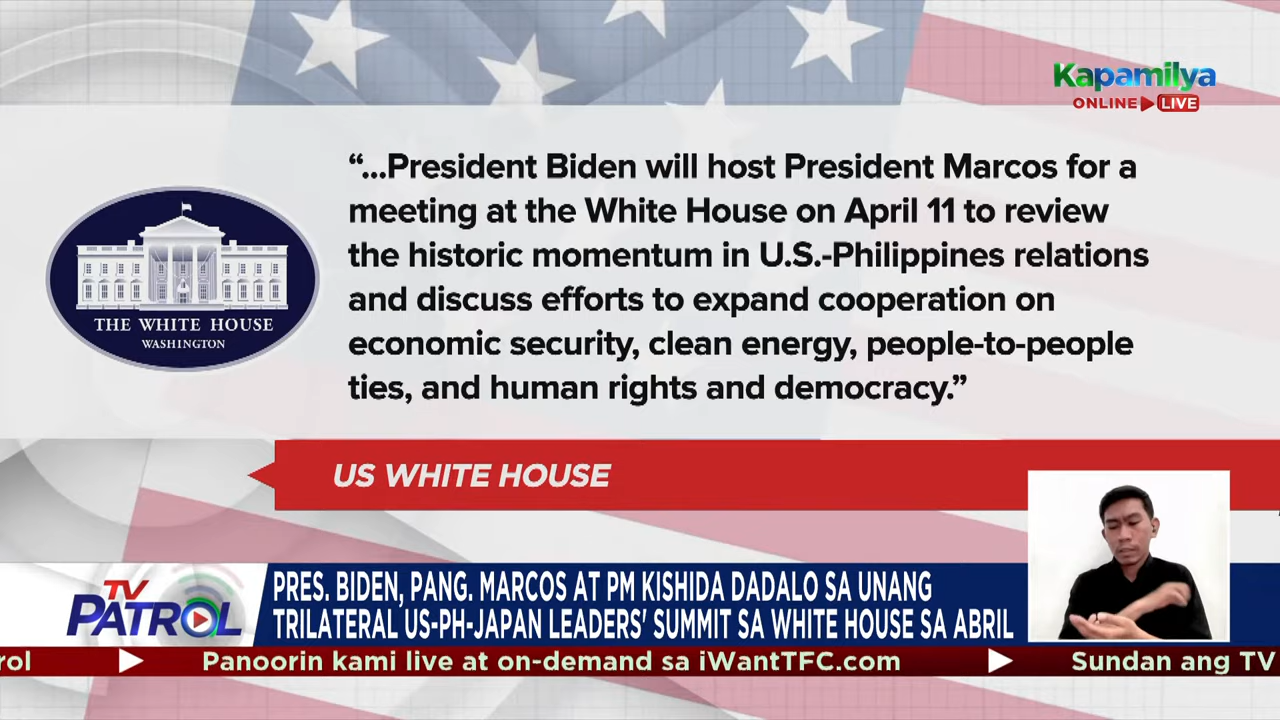 Kapamilya
ONLINE LIVE
“...President Biden will host President Marcos for a
meeting at the White House on April 11 to review
the historic momentum in U.S.-Philippines relations
and discuss efforts to expand cooperation on
economic security, clean energy, people-to-people
ties, and human rights and democracy.”
THE WHITE HOUSE
WASHINGTON
US WHITE HOUSE
TV
PATROL
PRES. BIDEN, PANG. MARCOS AT PM KISHIDA DADALO SA UNANG
TRILATERAL US-PH-JAPAN LEADERS’ SUMMIT SA WHITE HOUSE SA ABRIL
rol Panoorin kami live at on-demand sa iWantTFC.com Sundan ang TV